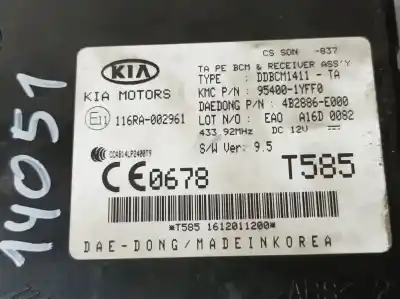 CS SON -837
TA PE BCM & RECEIVER ASS'Y
KIA
TYPE : DDBCM1411 - TA
KMC P/N : 95400-1YFF0
KIA MOTORS
DAEDONG P/N : 4B2886-E000
E11 116RA-002961
LOT N/O : EAO A16D 0082
433.92MHz DC 12V
CCAB14LP2400T9
S/W Ver: 9.5
CE0678
T585
*T585 1612011200*
DAE-DONG/MADEINKOREA
14051